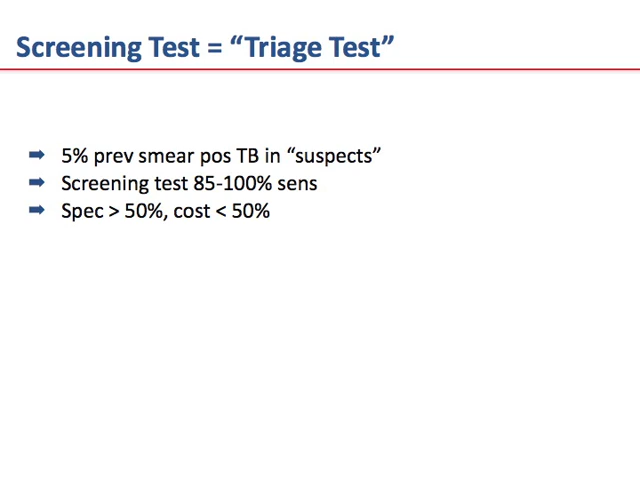 Screening Test = “Triage Test”
➡ 5% prev smear pos TB in “suspects”
➡ Screening test 85-100% sens
➡ Spec > 50%, cost < 50%